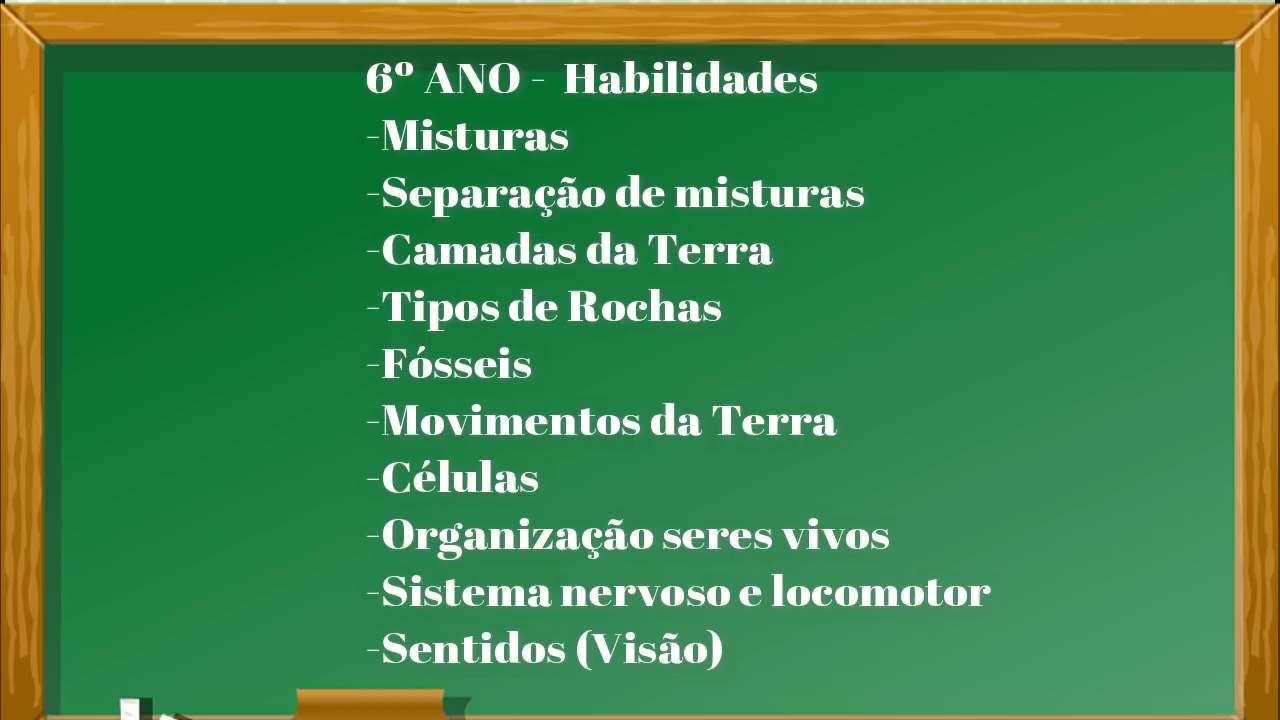 6º ANO -  Habilidades
-Misturas
-Separação de misturas
-Camadas da Terra
-Tipos de Rochas
-Fósseis
-Movimentos da Terra
-Células
-Organização seres vivos
-Sistema nervoso e locomotor
-Sentidos (Visão)